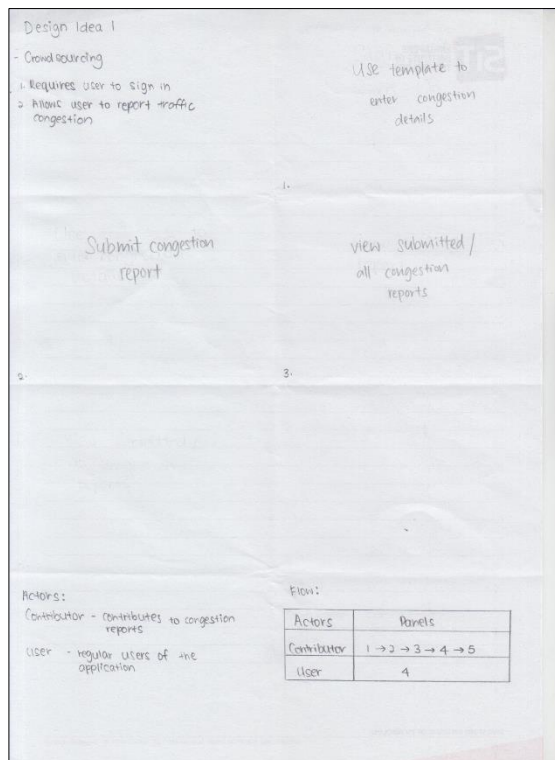 Design Idea 1
- Crowdsourcing
1. Requires user to sign in
2. Allows user to report traffic
congestion
Use template to
enter congestion
details
1.
Submit congestion
report
2.
view submitted/
all congestion
reports
3.
Actors:
Contributor - contributes to congestion
reports
User - regular users of the
application
Flow:
Actors Panels
Contributor 1 → 2 → 3 → 4 → 5
User 4